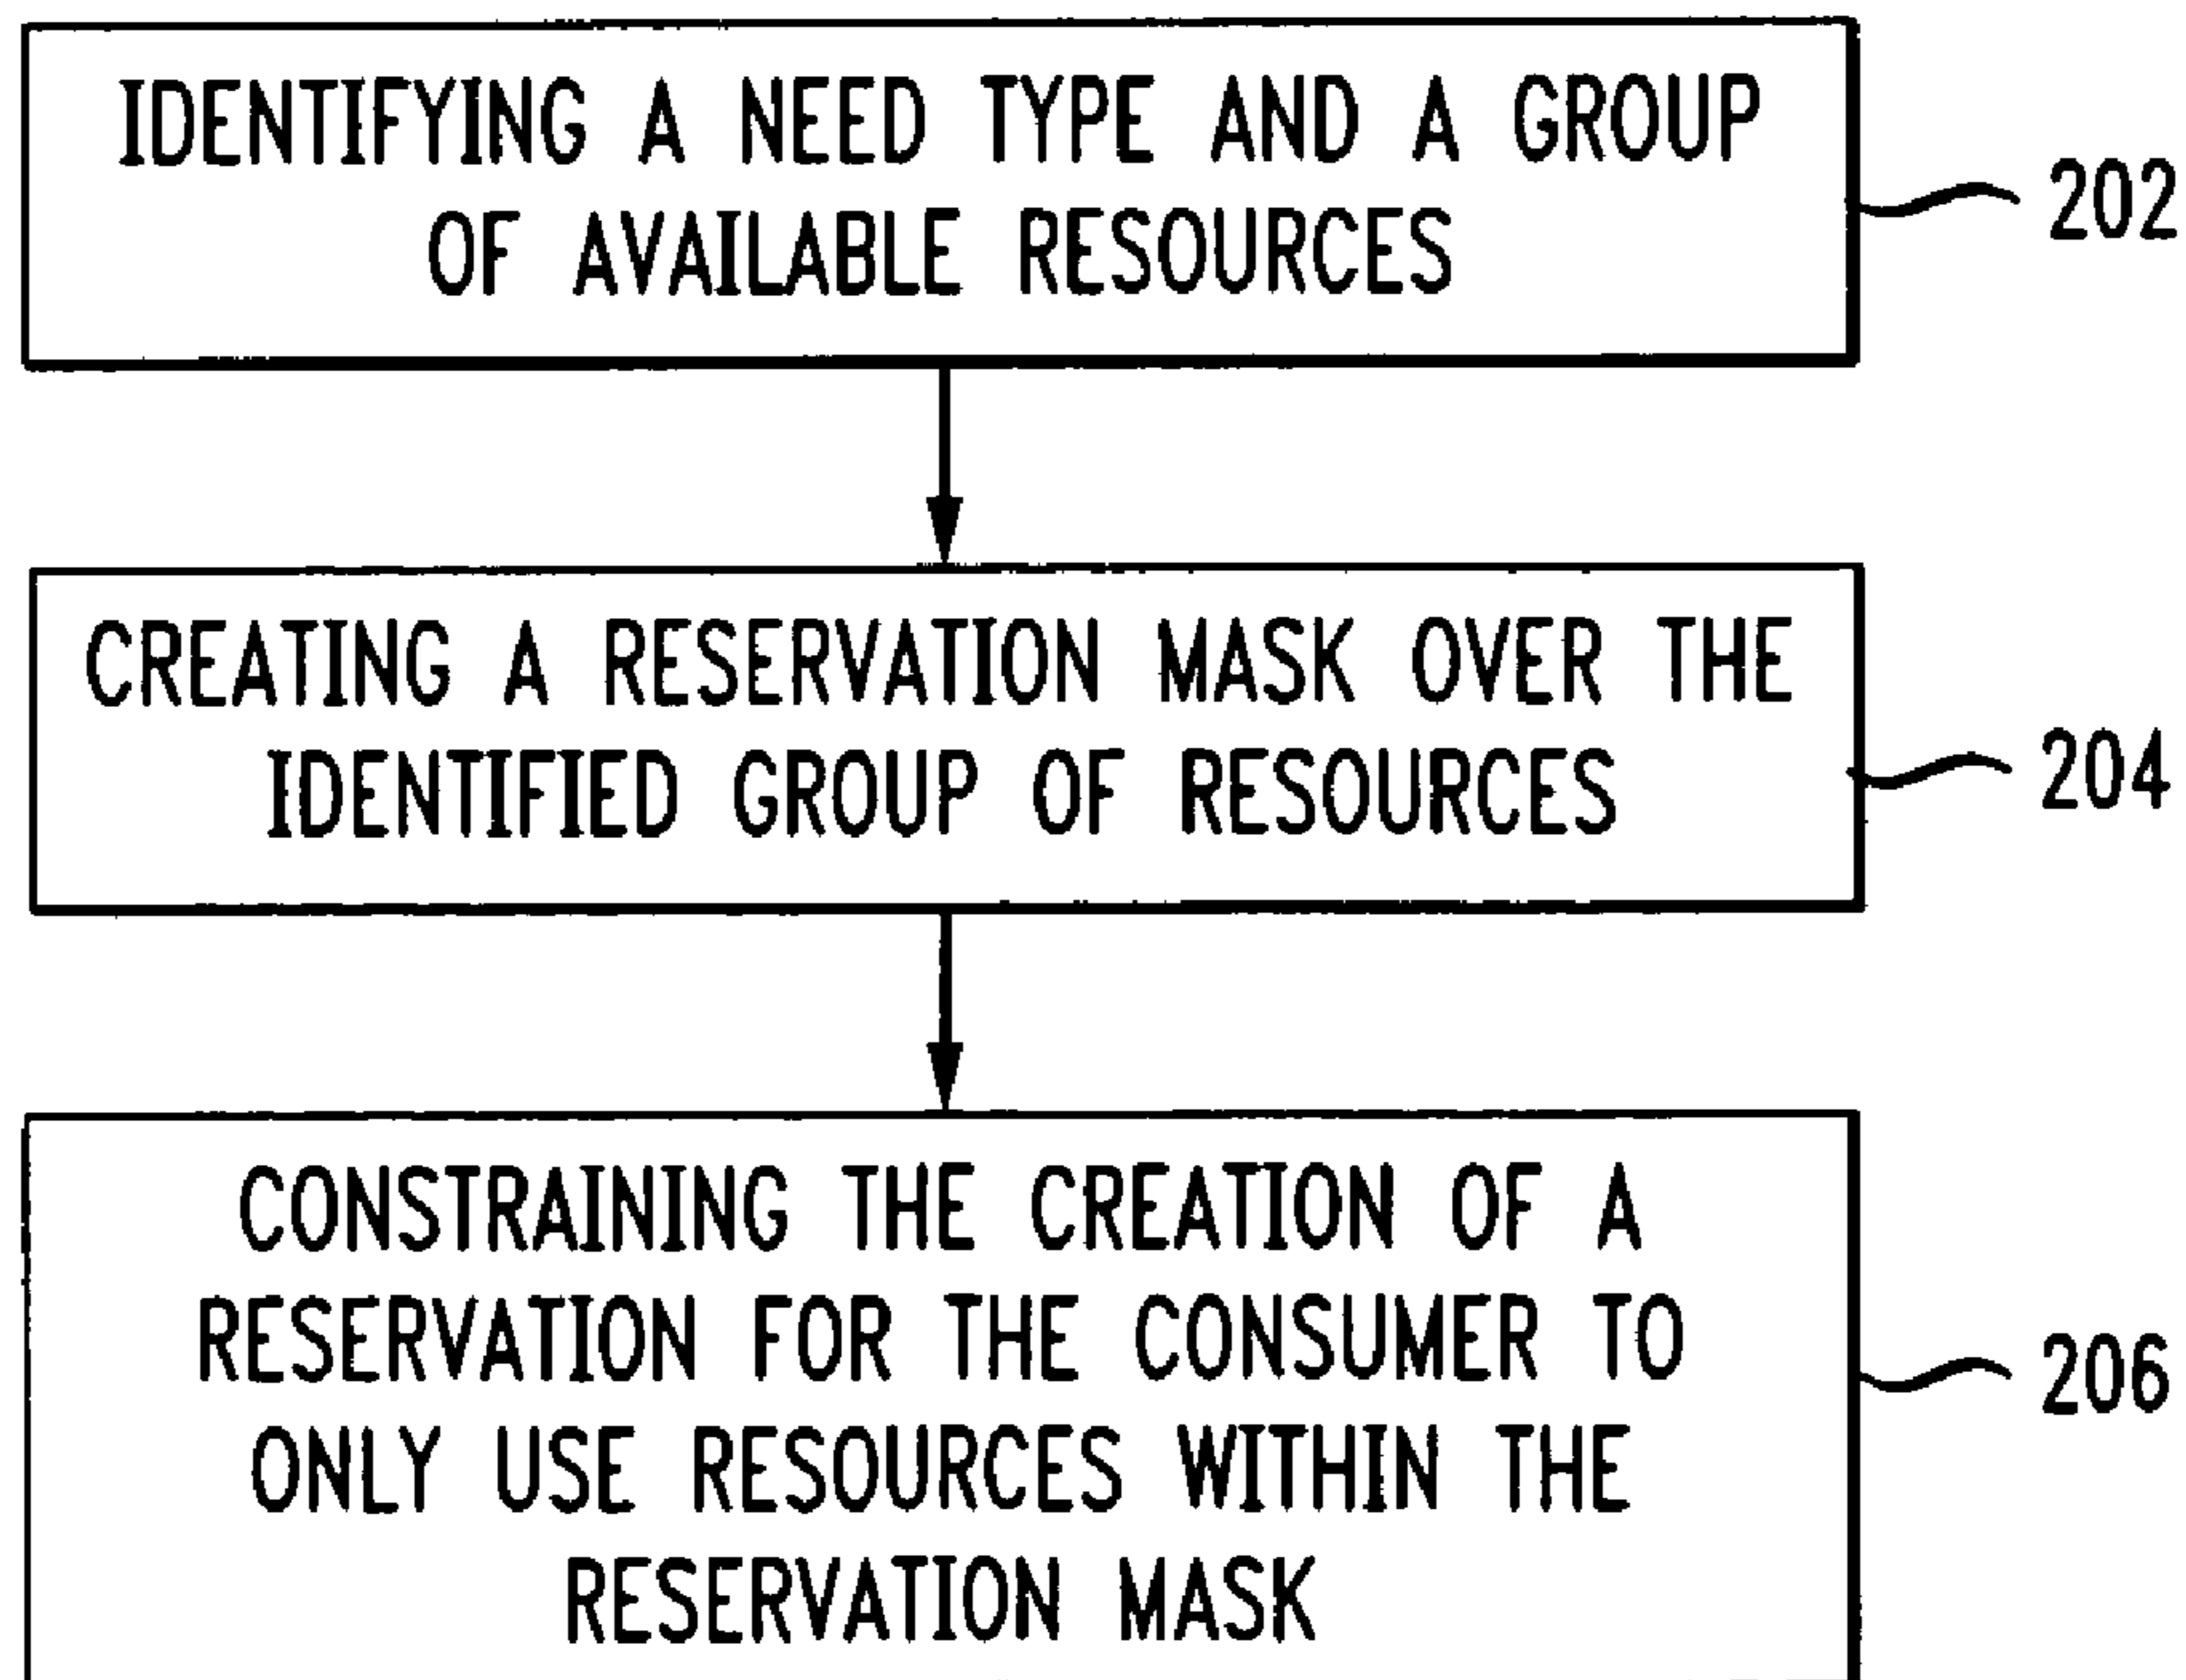 IDENTIFYING A NEED TYPE AND A GROUP
OF AVAILABLE RESOURCES
202
CREATING A RESERVATION MASK OVER THE
IDENTIFIED GROUP OF RESOURCES
204
CONSTRAINING THE CREATION OF A
RESERVATION FOR THE CONSUMER TO
ONLY USE RESOURCES WITHIN THE
RESERVATION MASK
206